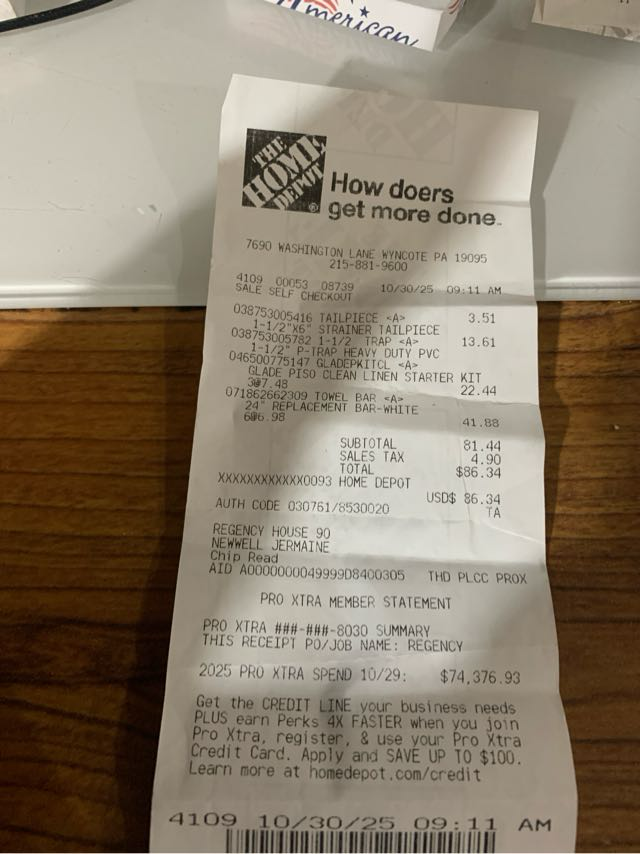 American
THE
HOME
DEPOT
How doers
get more done.
7690 WASHINGTON LANE WYNCOTE PA 19095
215-881-9600
4109 00053 08739 10/30/25 09:11 AM
SALE SELF CHECKOUT
038753005416 TAILPIECE <A> 3.51
1-1/2"X6" STRAINER TAILPIECE
038753005782 1-1/2 TRAP <A> 13.61
1-1/2" P-TRAP HEAVY DUTY PVC
046500775147 GLADEPKITCL <A>
GLADE PISO CLEAN LINEN STARTER KIT
3@7.48 22.44
071862662309 TOWEL BAR <A>
24" REPLACEMENT BAR-WHITE
6@6.98 41.88
SUBTOTAL 81.44
SALES TAX 4.90
TOTAL $86.34
XXXXXXXXXXXX0093 HOME DEPOT
USD$ 86.34
AUTH CODE 030761/8530020 TA
REGENCY HOUSE 90
NEWWELL JERMAINE
Chip Read
AID A0000000049999D8400305 THD PLCC PROX
PRO XTRA MEMBER STATEMENT
PRO XTRA ###-###-8030 SUMMARY
THIS RECEIPT PO/JOB NAME: REGENCY
2025 PRO XTRA SPEND 10/29: $74,376.93
Get the CREDIT LINE your business needs
PLUS earn Perks 4X FASTER when you join
Pro Xtra, register, & use your Pro Xtra
Credit Card. Apply and SAVE UP TO $100.
Learn more at homedepot.com/credit
4109 10/30/25 09:11 AM